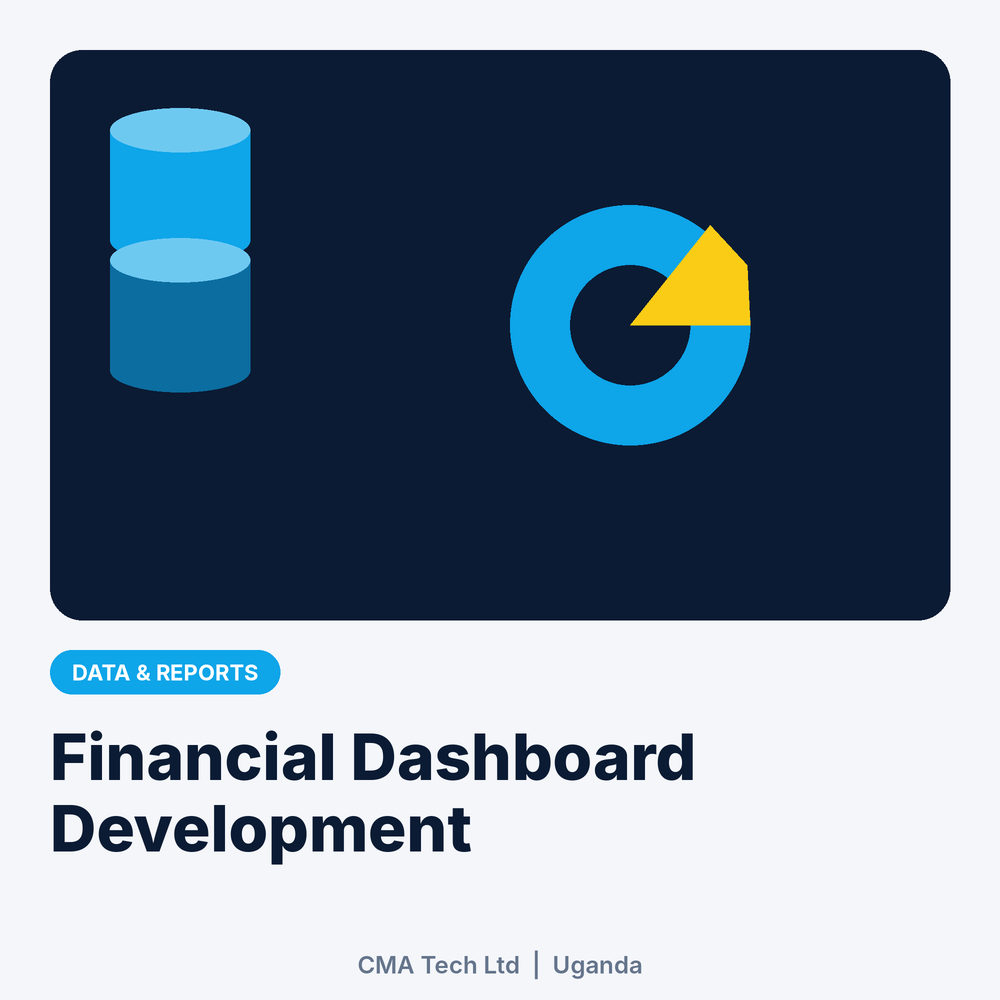 DATA & REPORTS
Financial Dashboard
Development
CMA Tech Ltd | Uganda